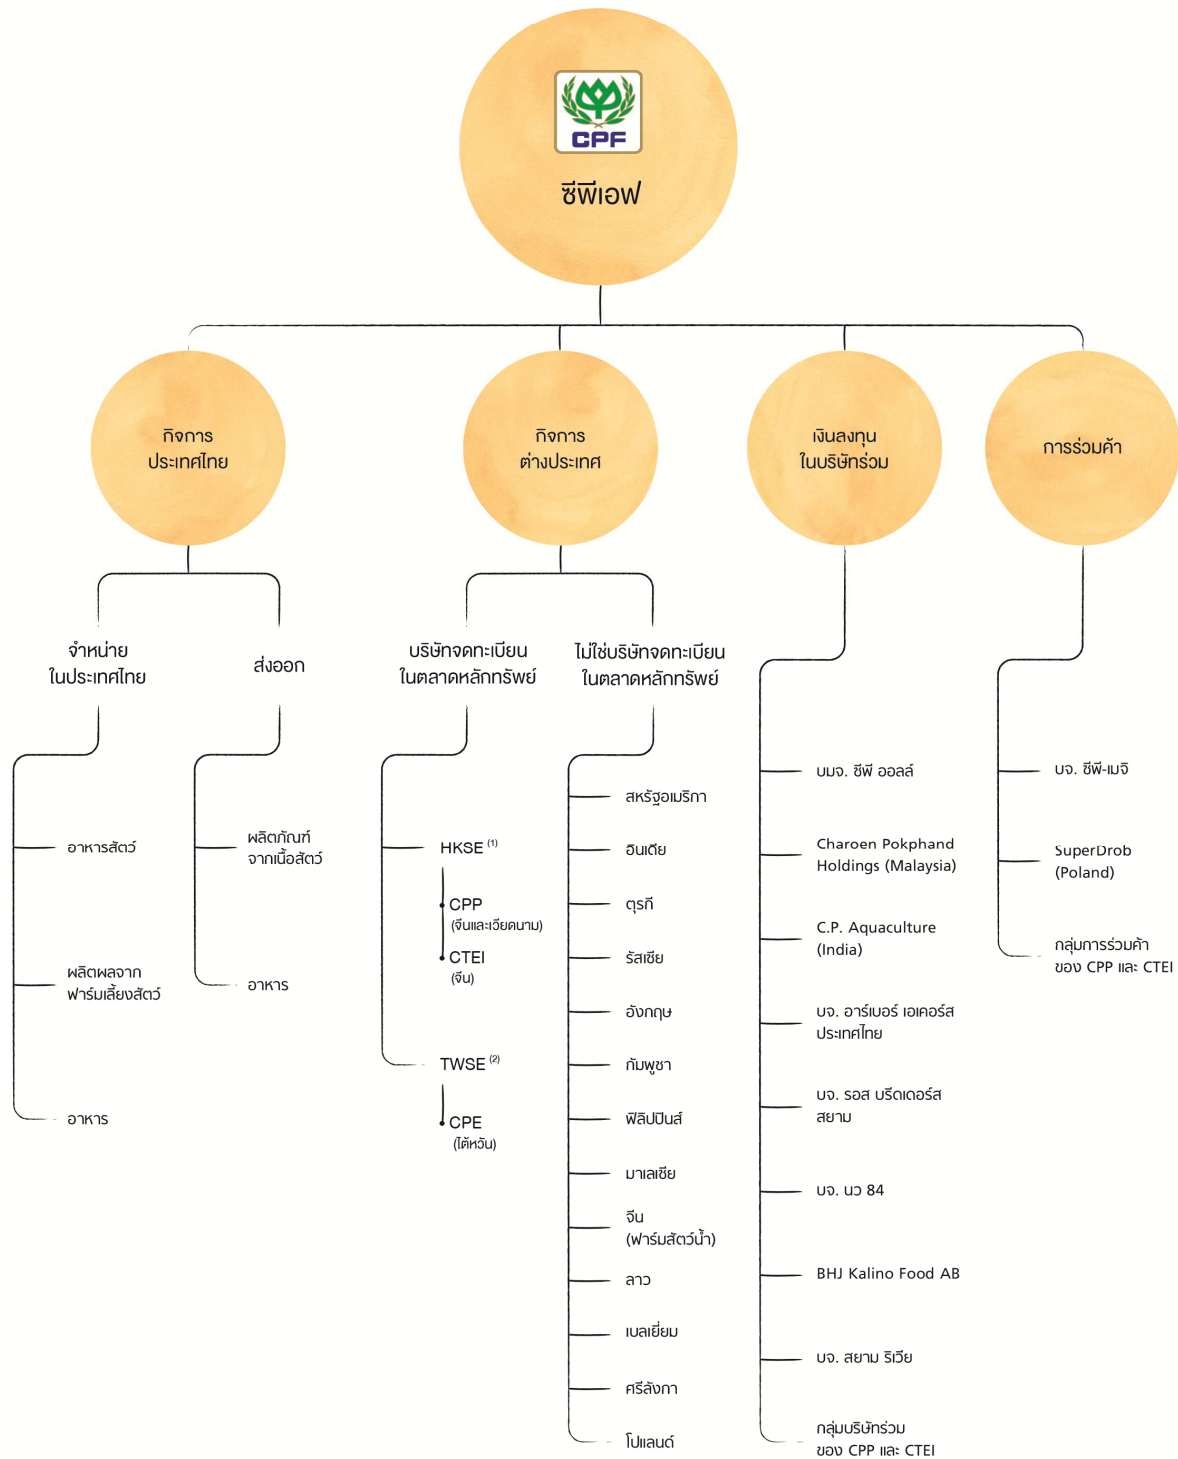 CPF
ซีพีเอฟ
กิจการ
ประเทศไทย
กิจการ
ต่างประเทศ
เงินลงทุน
ในบริษัทร่วม
การร่วมค้า
จำหน่าย
ในประเทศไทย
ส่งออก
บริษัทจดทะเบียน
ในตลาดหลักทรัพย์
ไม่ใช่บริษัทจดทะเบียน
ในตลาดหลักทรัพย์
อาหารสัตว์
ผลิตผลจาก
ฟาร์มเลี้ยงสัตว์
อาหาร
ผลิตภัณฑ์
จากเนื้อสัตว์
อาหาร
HKSE (1)
CPP
(จีนและเวียดนาม)
CTEI
(จีน)
TWSE (2)
CPE
(ไต้หวัน)
สหรัฐอเมริกา
อินเดีย
ตุรกี
รัสเซีย
อังกฤษ
กัมพูชา
ฟิลิปปินส์
มาเลเซีย
จีน
(ฟาร์มสัตว์น้ำ)
ลาว
เบลเยี่ยม
ศรีลังกา
โปแลนด์
บมจ. ซีพี ออลล์
Charoen Pokphand
Holdings (Malaysia)
C.P. Aquaculture
(India)
บจ. อาร์เบอร์ เอเคอร์ส
ประเทศไทย
บจ. รอส บรีดเดอร์ส
สยาม
บจ. นว 84
BHJ Kalino Food AB
บจ. สยาม ริเวีย
กลุ่มบริษัทร่วม
ของ CPP และ CTEI
บจ. ซีพี-เมจิ
SuperDrob
(Poland)
กลุ่มการร่วมค้า
ของ CPP และ CTEI